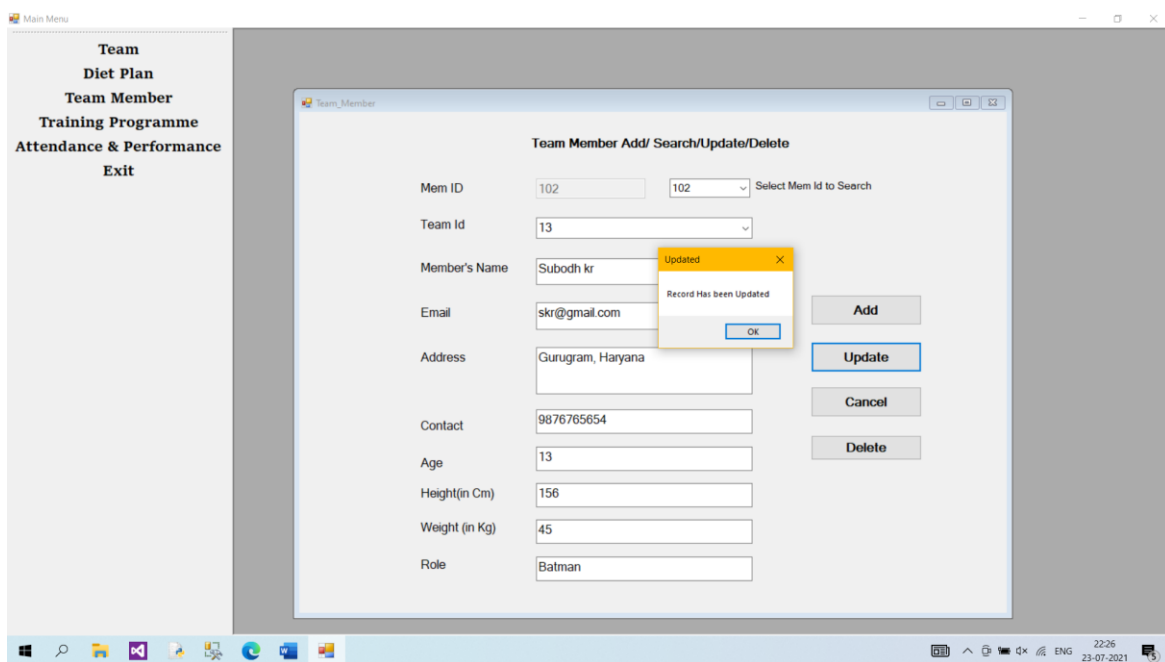 Main Menu
Team
Diet Plan
Team Member
Training Programme
Attendance & Performance
Exit
Team_Member
Team Member Add/ Search/Update/Delete
Mem ID 102 102 Select Mem Id to Search
Team Id 13
Member's Name Subodh kr
Email skr@gmail.com
Address Gurugram, Haryana
Contact 9876765654
Age 13
Height(in Cm) 156
Weight (in Kg) 45
Role Batman
Updated
Record Has been Updated
OK
Add
Update
Cancel
Delete
ENG 22:26
23-07-2021
5